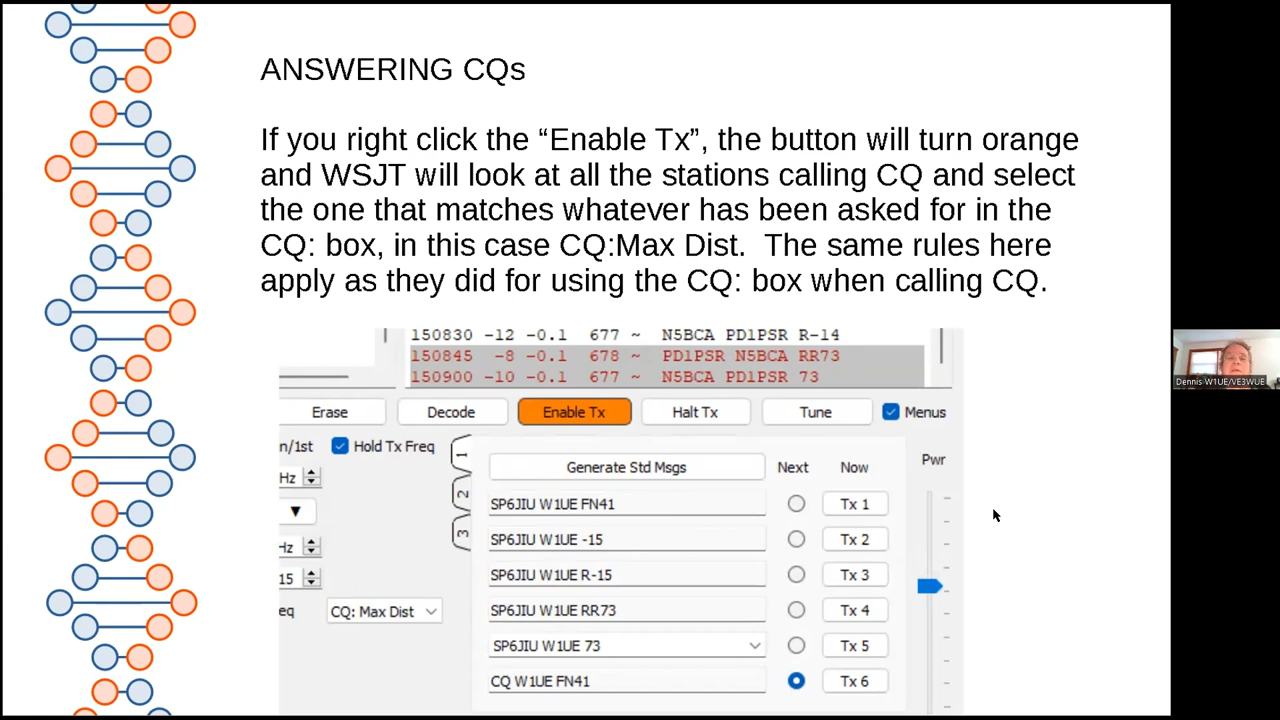 ANSWERING CQs
If you right click the “Enable Tx”, the button will turn orange
and WSJT will look at all the stations calling CQ and select
the one that matches whatever has been asked for in the
CQ: box, in this case CQ:Max Dist.  The same rules here
apply as they did for using the CQ: box when calling CQ.
150830 -12 -0.1 677 ~ N5BCA PD1PSR R-14
150845 -8 -0.1 678 ~ PD1PSR N5BCA RR73
150900 -10 -0.1 677 ~ N5BCA PD1PSR 73
Dennis W1UE/VE3WUE
Erase Decode Enable Tx Halt Tx Tune Menus
n/1st Hold Tx Freq 1 Generate Std Msgs Next Now Pwr
Hz 2 SP6JIU W1UE FN41 Tx 1
3 SP6JIU W1UE -15 Tx 2
Hz
15 SP6JIU W1UE R-15 Tx 3
eq CQ: Max Dist SP6JIU W1UE RR73 Tx 4
SP6JIU W1UE 73 Tx 5
CQ W1UE FN41 Tx 6